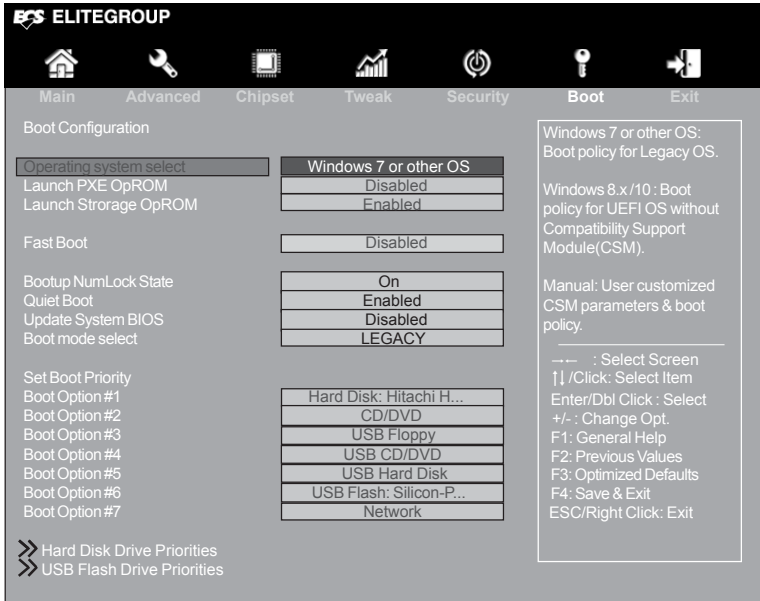 ECS ELITEGROUP
Main Advanced Chipset Tweak Security Boot Exit
Boot Configuration
Operating system select Windows 7 or other OS
Launch PXE OpROM Disabled
Launch Strorage OpROM Enabled
Fast Boot Disabled
Bootup NumLock State On
Quiet Boot Enabled
Update System BIOS Disabled
Boot mode select LEGACY
Set Boot Priority
Boot Option #1 Hard Disk: Hitachi H...
Boot Option #2 CD/DVD
Boot Option #3 USB Floppy
Boot Option #4 USB CD/DVD
Boot Option #5 USB Hard Disk
Boot Option #6 USB Flash: Silicon-P...
Boot Option #7 Network
Hard Disk Drive Priorities
USB Flash Drive Priorities
Windows 7 or other OS:
Boot policy for Legacy OS.
Windows 8.x /10 : Boot
policy for UEFI OS without
Compatibility Support
Module(CSM).
Manual: User customized
CSM parameters & boot
policy.
→← : Select Screen
↑↓/Click: Select Item
Enter/Dbl Click : Select
+/- : Change Opt.
F1: General Help
F2: Previous Values
F3: Optimized Defaults
F4: Save & Exit
ESC/Right Click: Exit